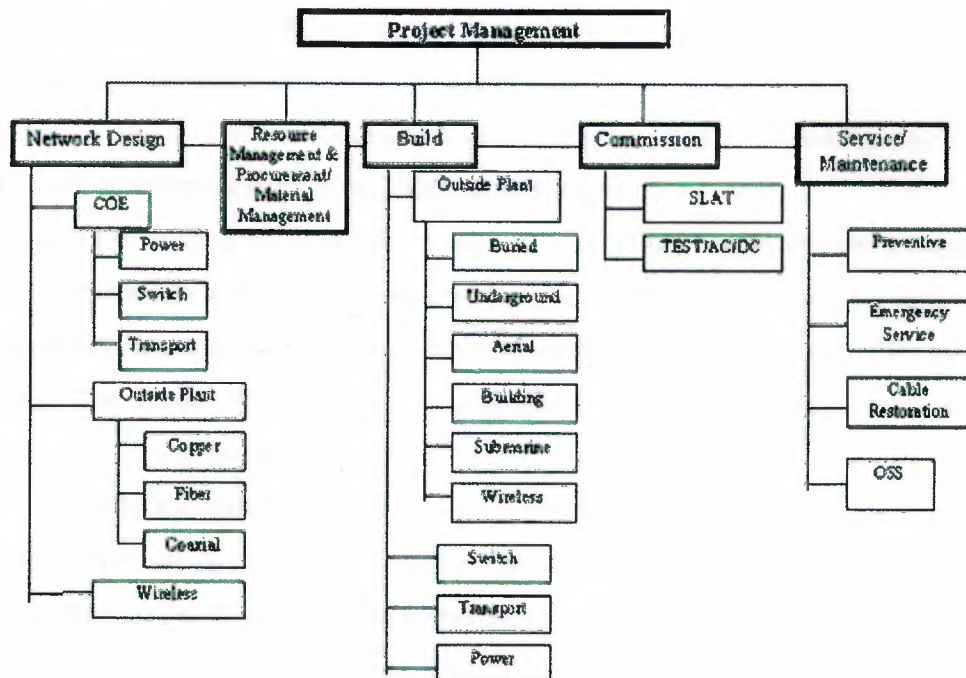 Project Management
Network Design
Resource
Management &
Procurement/
Material
Management
Build
Commission
Service/
Maintenance
COE
Power
Switch
Transport
Outside Plant
Copper
Fiber
Coaxial
Wireless
Outside Plant
Buried
Underground
Aerial
Building
Submarine
Wireless
Switch
Transport
Power
SLAT
TEST/AC/DC
Preventive
Emergency
Service
Cable
Restoration
OSS